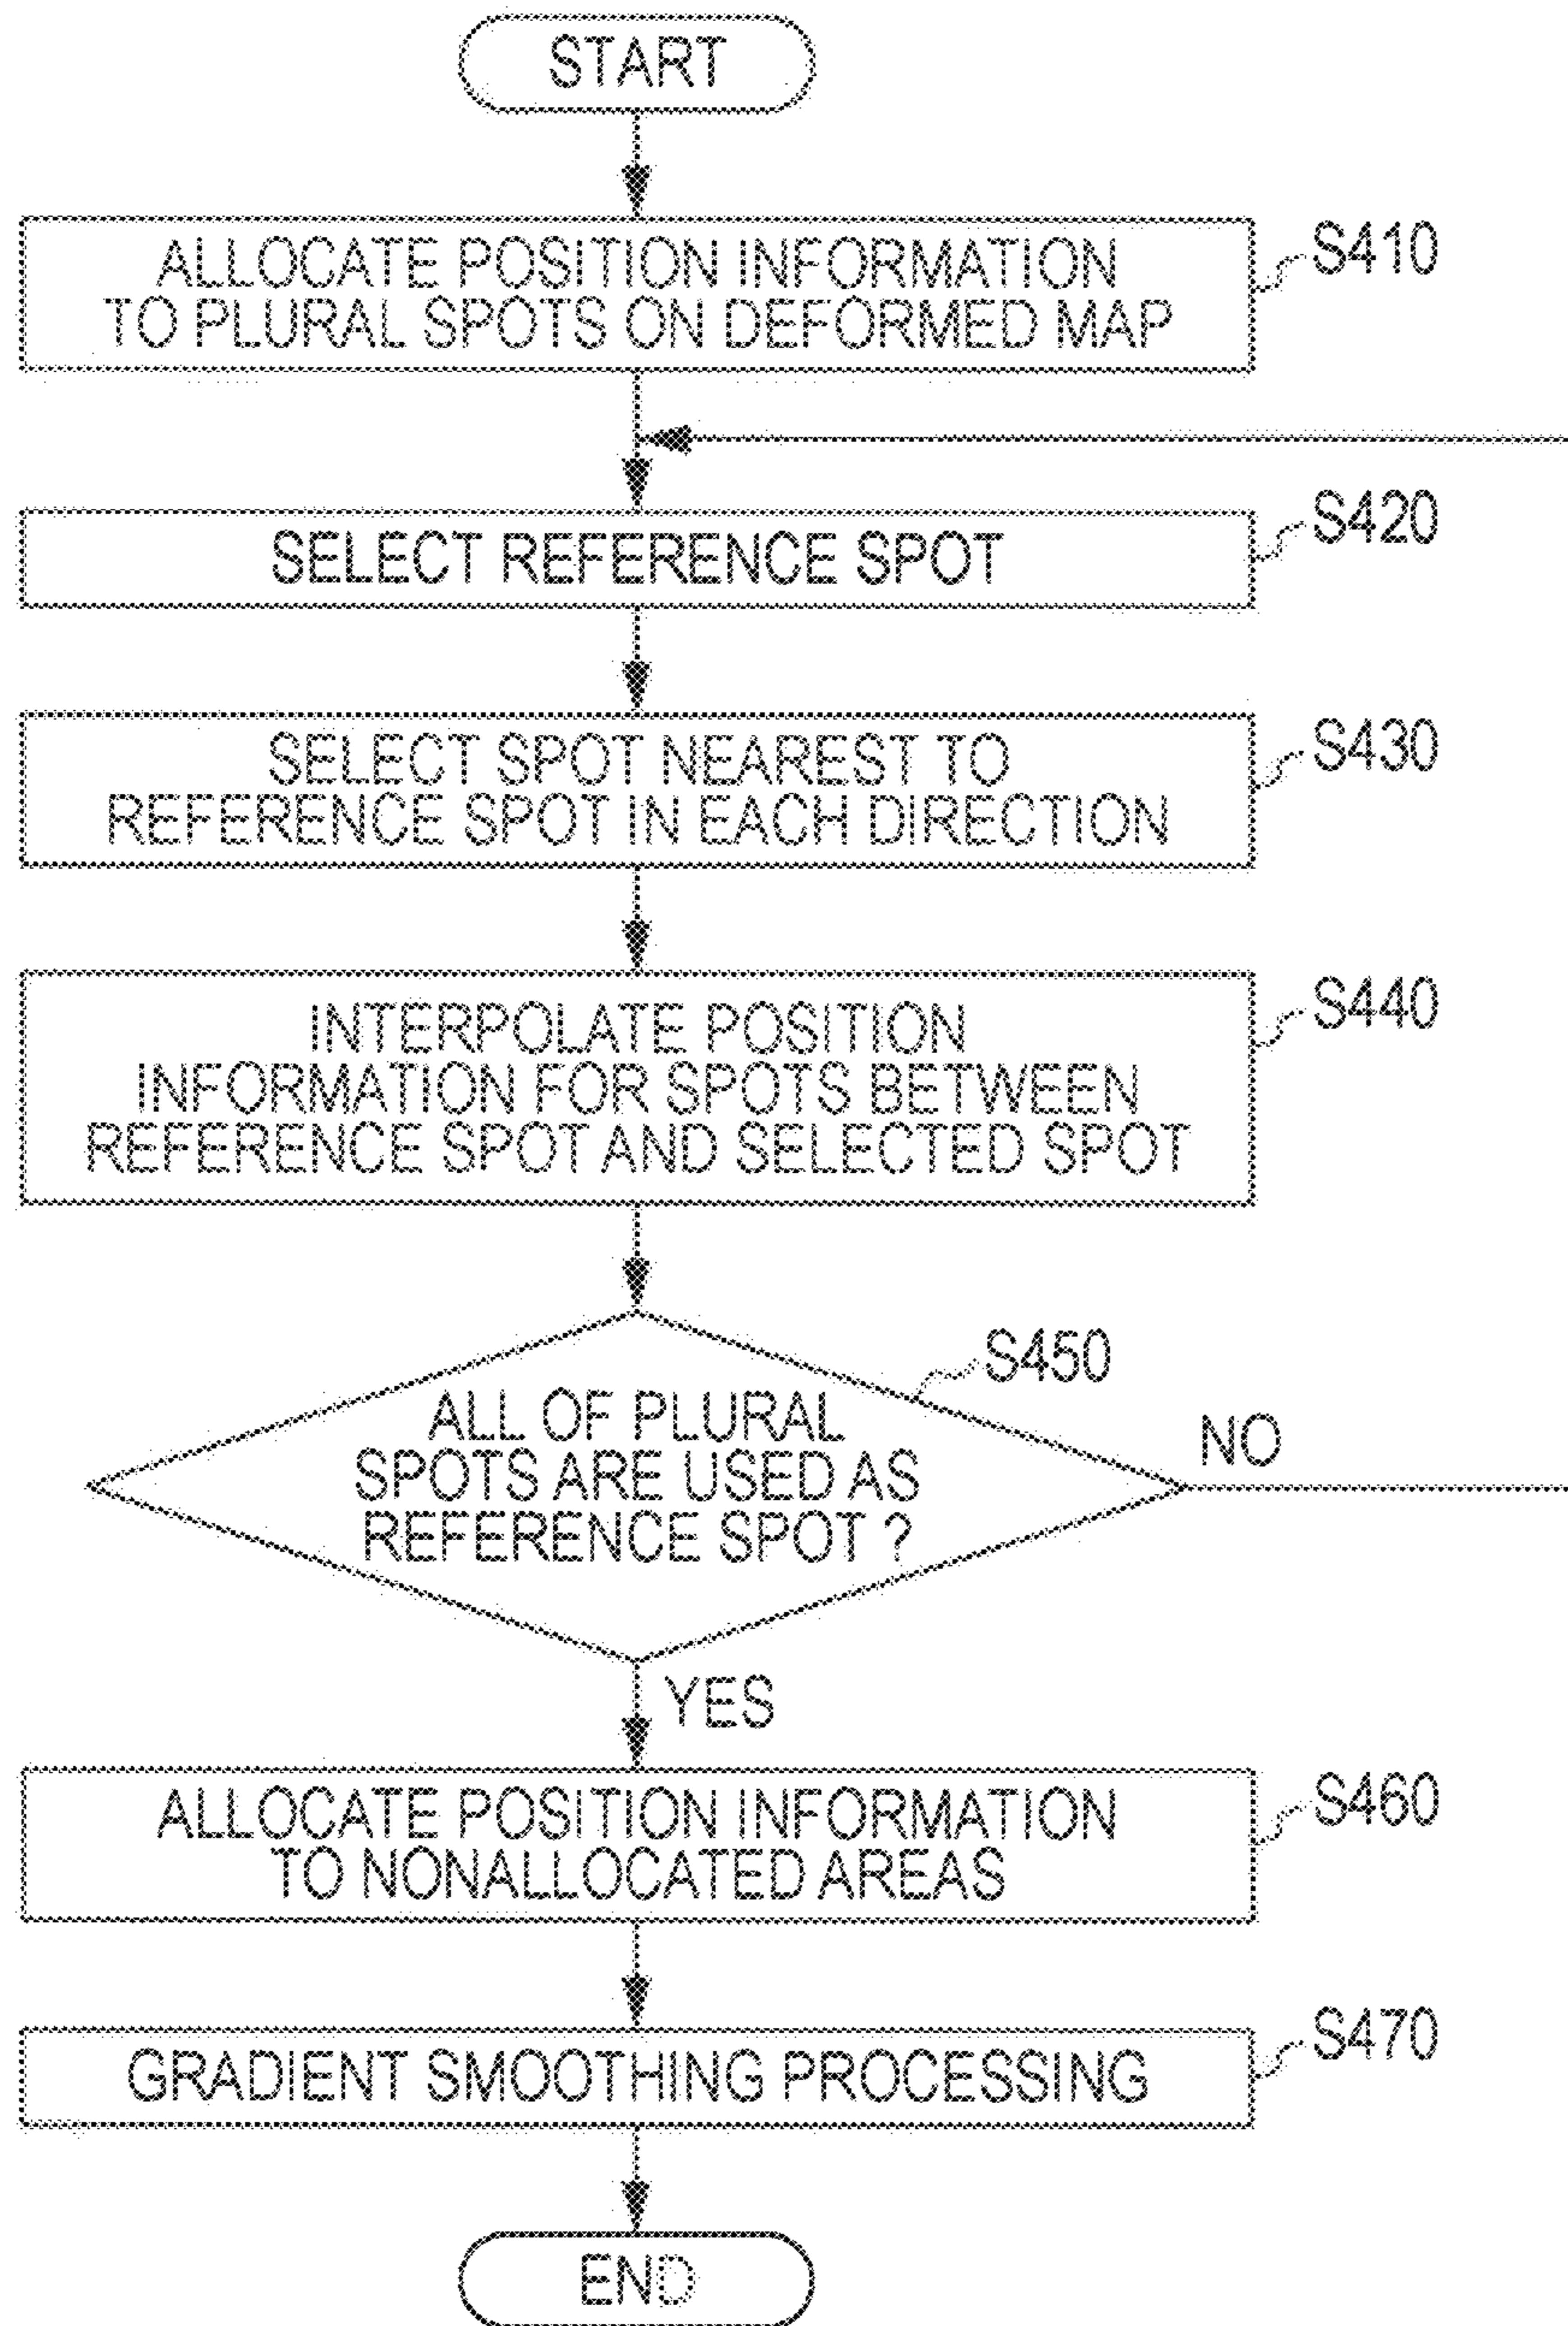 START
ALLOCATE POSITION INFORMATION
TO PLURAL SPOTS ON DEFORMED MAP
S410
SELECT REFERENCE SPOT
S420
SELECT SPOT NEAREST TO
REFERENCE SPOT IN EACH DIRECTION
S430
INTERPOLATE POSITION
INFORMATION FOR SPOTS BETWEEN
REFERENCE SPOT AND SELECTED SPOT
S440
S450
ALL OF PLURAL
SPOTS ARE USED AS
REFERENCE SPOT ?
NO
YES
ALLOCATE POSITION INFORMATION
TO NONALLOCATED AREAS
S460
GRADIENT SMOOTHING PROCESSING
S470
END